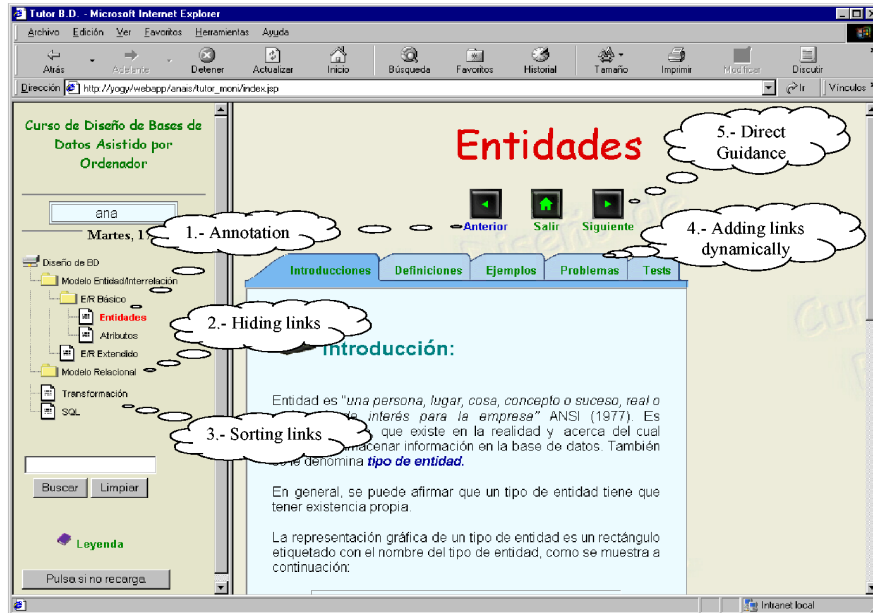 Tutor B.D. - Microsoft Internet Explorer
Archivo Edición Ver Favoritos Herramientas Ayuda
Atrás Adelante Detener Actualizar Inicio Búsqueda Favoritos Historial Tamaño Imprimir Modificar Discutir
Dirección http://yogy/webapp/anais/tutor_moni/index.jsp Ir Vínculos
Curso de Diseño de Bases de
Datos Asistido por
Ordenador
ana
Martes, 1
Diseño de BD
Modelo Entidad/Interrelación
E/R Básico
Entidades
Atributos
E/R Extendido
Modelo Relacional
Transformación
SQL
Buscar Limpiar
Leyenda
Pulse si no recarga
Entidades
Anterior Salir Siguiente
1.- Annotation
2.- Hiding links
3.- Sorting links
4.- Adding links
dynamically
5.- Direct
Guidance
Introducciones Definiciones Ejemplos Problemas Tests
Introducción:
Entidad es "una persona, lugar, cosa, concepto o suceso, real o
de interés para la empresa" ANSI (1977). Es
que existe en la realidad y acerca del cual
macenar información en la base de datos. También
se le denomina tipo de entidad.
En general, se puede afirmar que un tipo de entidad tiene que
tener existencia propia.
La representación gráfica de un tipo de entidad es un rectángulo
etiquetado con el nombre del tipo de entidad, como se muestra a
continuación:
Intranet local